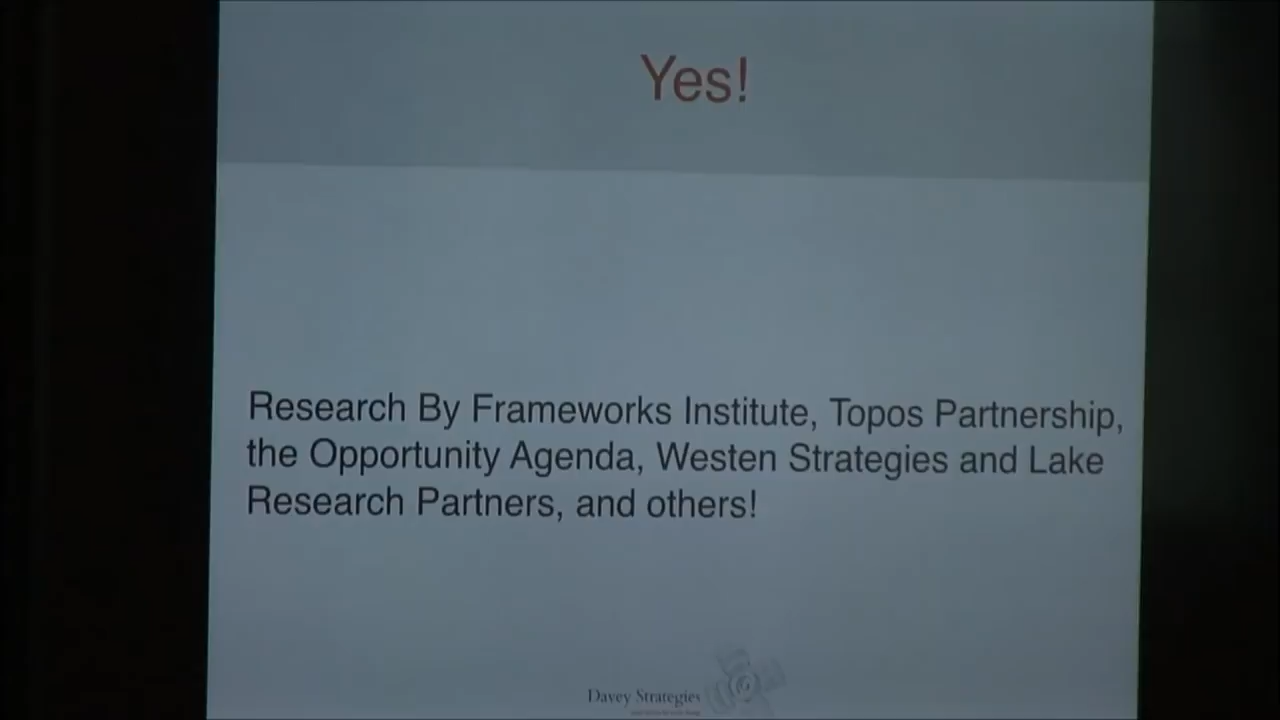 Yes!
Research By Frameworks Institute, Topos Partnership,
the Opportunity Agenda, Westen Strategies and Lake
Research Partners, and others!
Davey Strategies